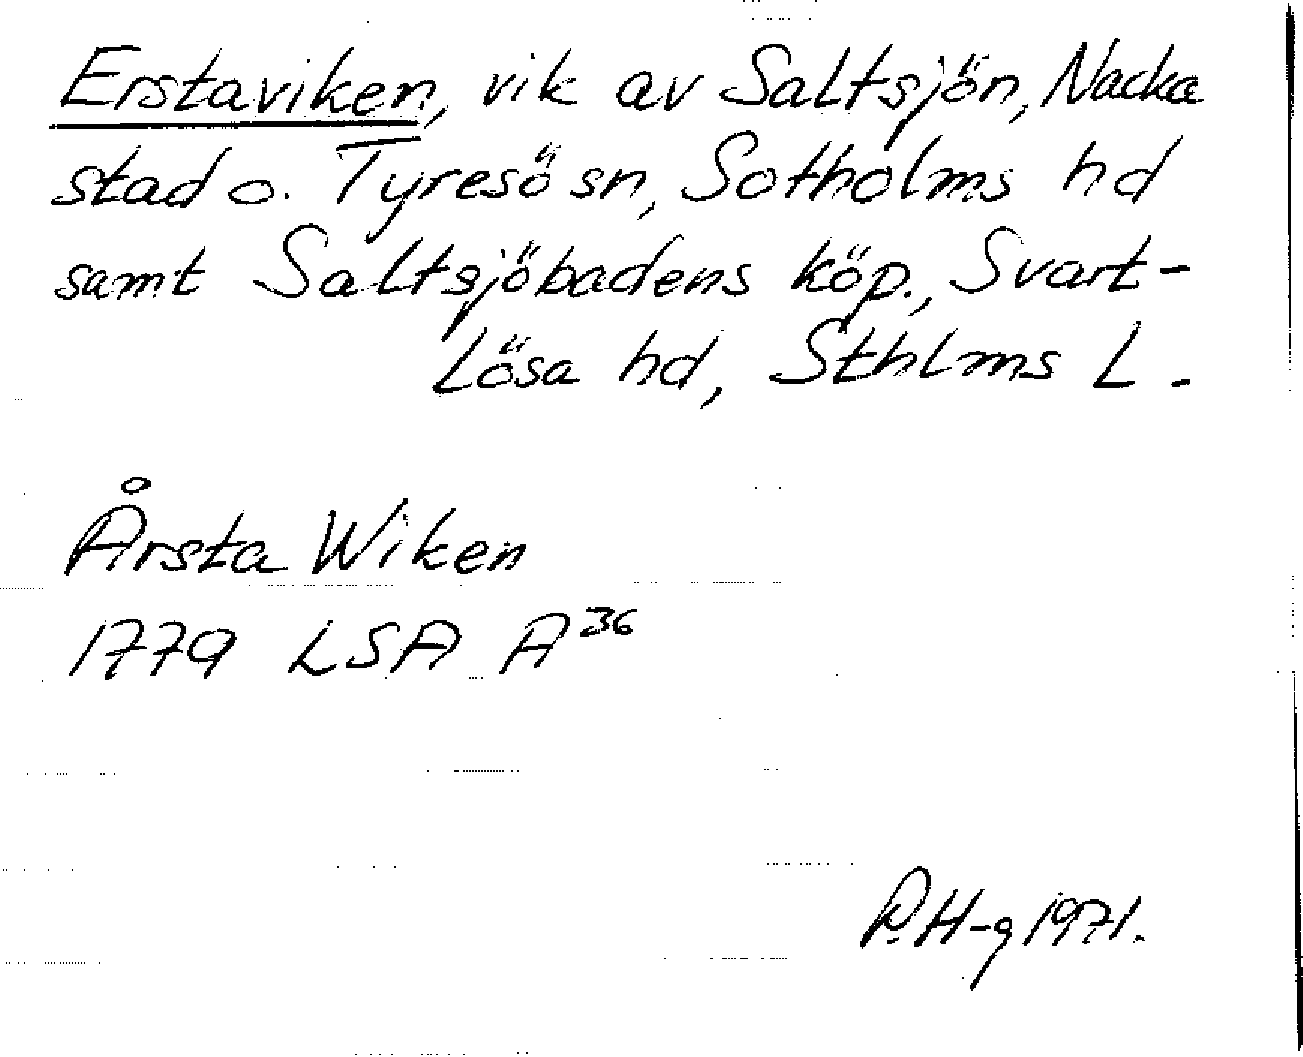 Erstaviken, vik av Saltsjön, Nacka
stad o. Tyresö sn, Sotholms hd
samt Saltsjöbadens köp., Svart-
lösa hd, Sthlms l.
Årsta Wiken
1779 LSA A³⁶
P.H-g 1971.